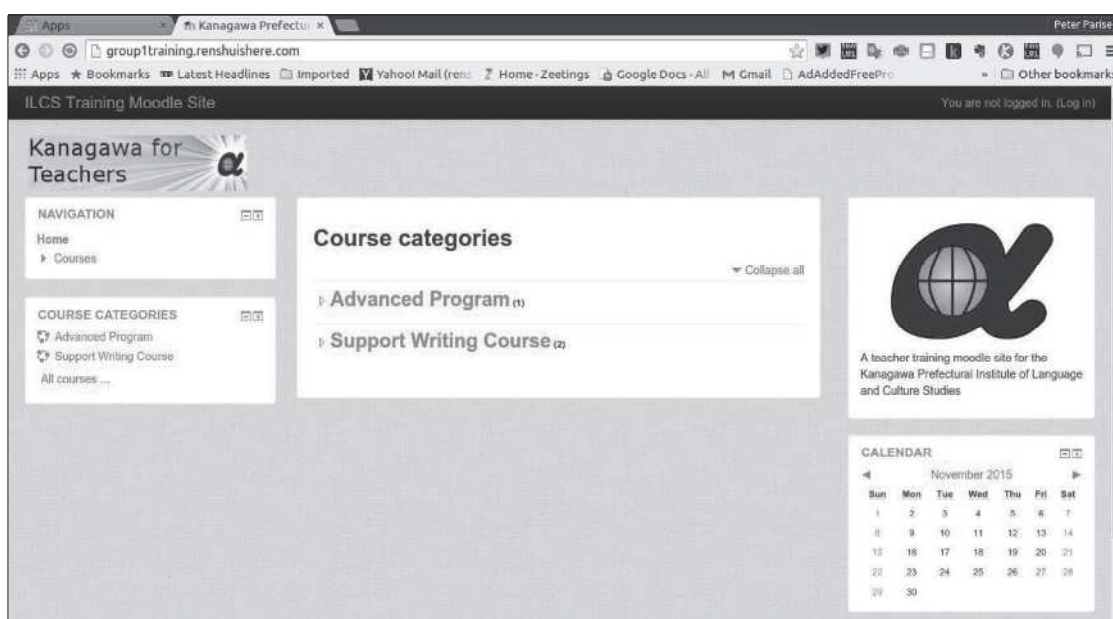 Apps
Kanagawa Prefectu
Peter Parise
group1training.renshuishere.com
Apps Bookmarks Latest Headlines Imported Yahoo! Mail (rens Home - Zeetings Google Docs - All Gmail AdAddedFreePro » Other bookmark
ILCS Training Moodle Site
You are not logged in. (Log in)
Kanagawa for
Teachers
NAVIGATION
Home
Courses
COURSE CATEGORIES
Advanced Program
Support Writing Course
All courses ...
Course categories
Collapse all
Advanced Program (1)
Support Writing Course (2)
A teacher training moodle site for the
Kanagawa Prefectural Institute of Language
and Culture Studies
CALENDAR
November 2015
Sun Mon Tue Wed Thu Fri Sat
1 2 3 4 5 6 7
8 9 10 11 12 13 14
15 16 17 18 19 20 21
22 23 24 25 26 27 28
29 30